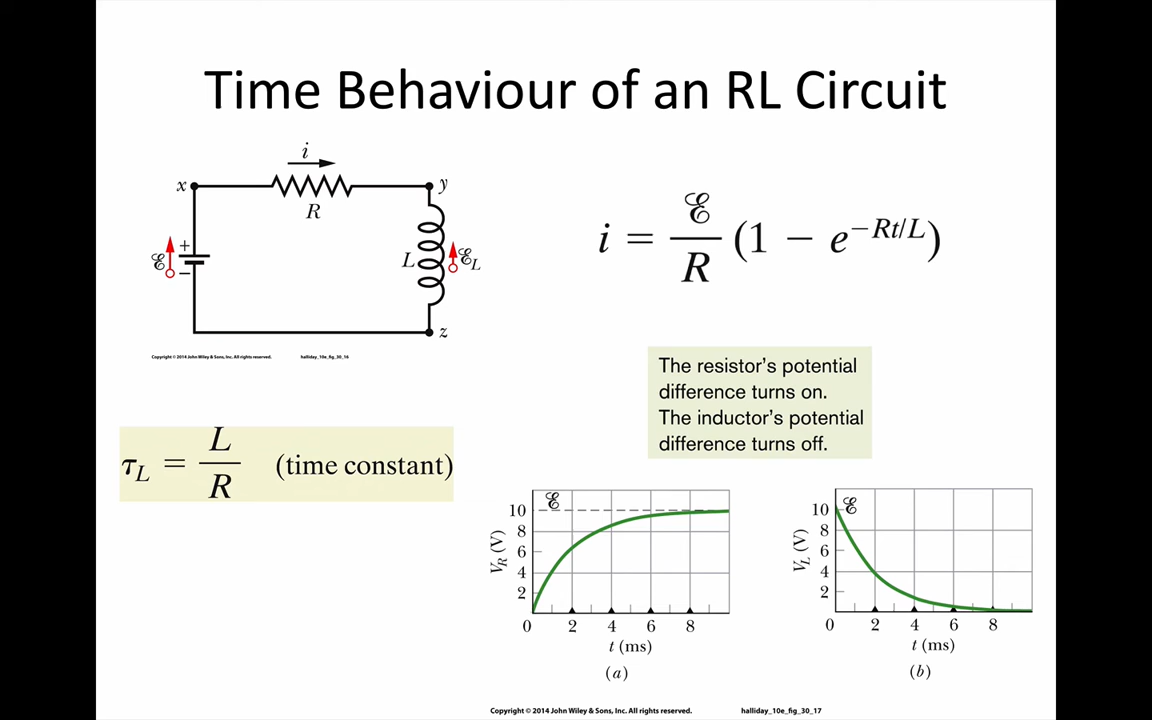 Time Behaviour of an RL Circuit
i
x
y
R
+
ℰ
−
L
ℰL
z
Copyright © 2014 John Wiley & Sons, Inc. All rights reserved. halliday_10e_fig_30_16
i = ℰ/R (1 − e^−Rt/L)
The resistor's potential
difference turns on.
The inductor's potential
difference turns off.
τL = L/R (time constant)
ℰ
10
8
6
4
2
VR (V)
0 2 4 6 8
t (ms)
(a)
ℰ
10
8
6
4
2
VL (V)
0 2 4 6 8
t (ms)
(b)
Copyright © 2014 John Wiley & Sons, Inc. All rights reserved. halliday_10e_fig_30_17